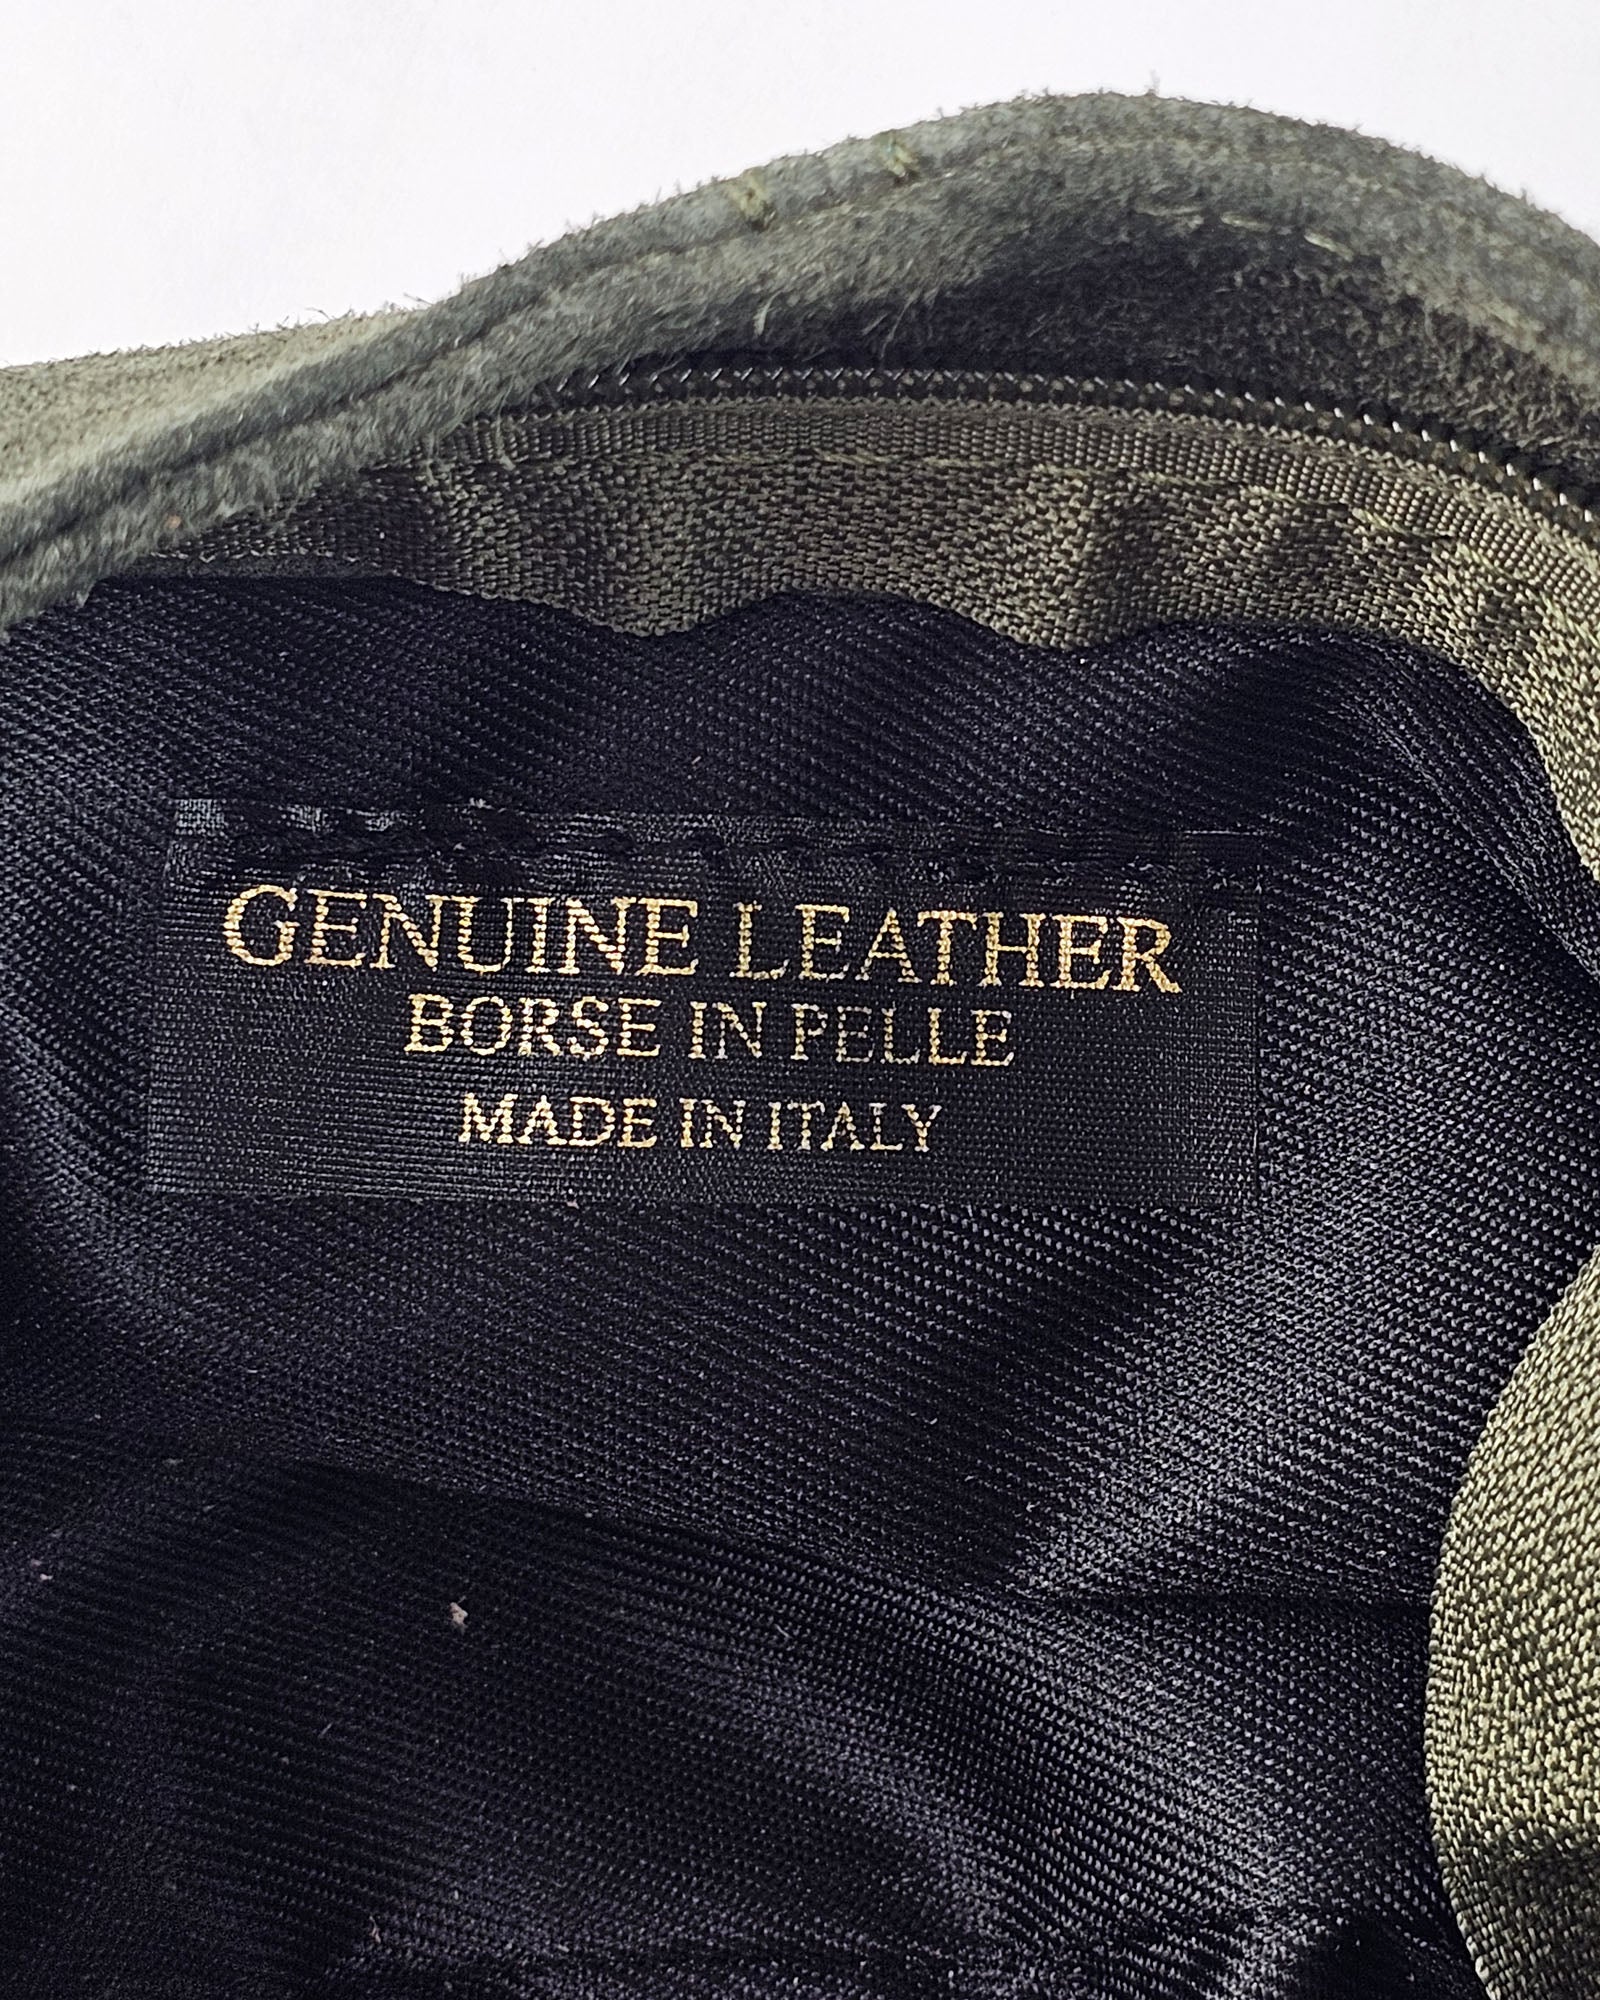 GENUINE LEATHER
BORSE IN PELLE
MADE IN ITALY